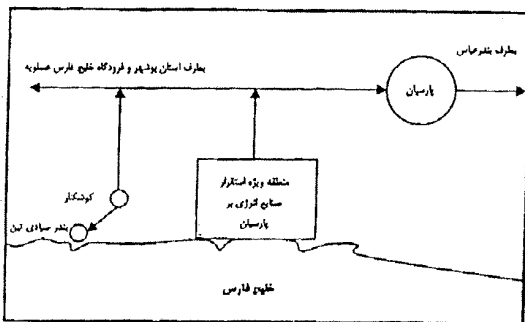 بطرف بندرعباس
بطرف استان بوشهر و فرودگاه خلیج فارس عسلویه
پارسیان
منطقه ویژه استقرار
صنایع انرژی بر
پارسیان
کوشکنار
بندر صیادی تبن
خلیج فارس